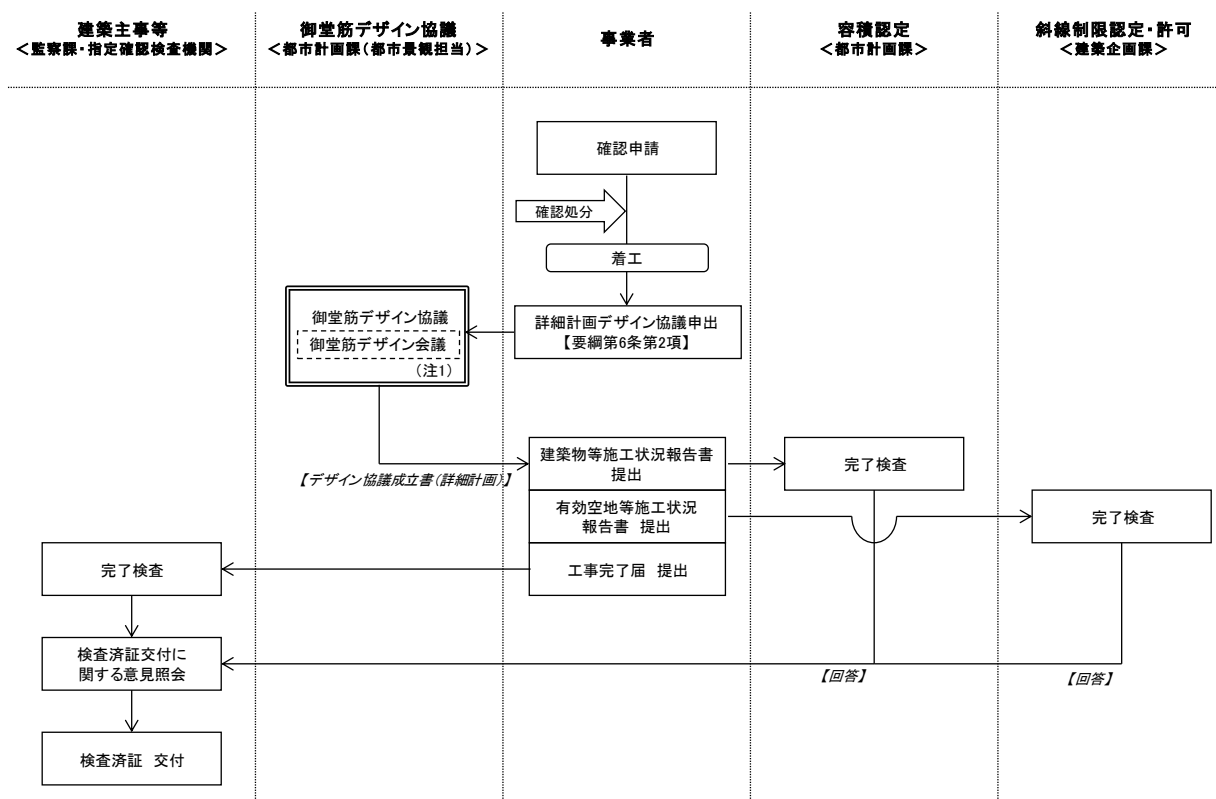 建築主事等
＜監察課・指定確認検査機関＞
御堂筋デザイン協議
＜都市計画課（都市景観担当）＞
事業者
容積認定
＜都市計画課＞
斜線制限認定・許可
＜建築企画課＞
確認申請
確認処分
着工
御堂筋デザイン協議
御堂筋デザイン会議
（注1）
詳細計画デザイン協議申出
【要綱第6条第2項】
【デザイン協議成立書（詳細計画）】
建築物等施工状況報告書
提出
完了検査
有効空地等施工状況
報告書 提出
完了検査
工事完了届 提出
完了検査
検査済証交付に
関する意見照会
【回答】
【回答】
検査済証 交付